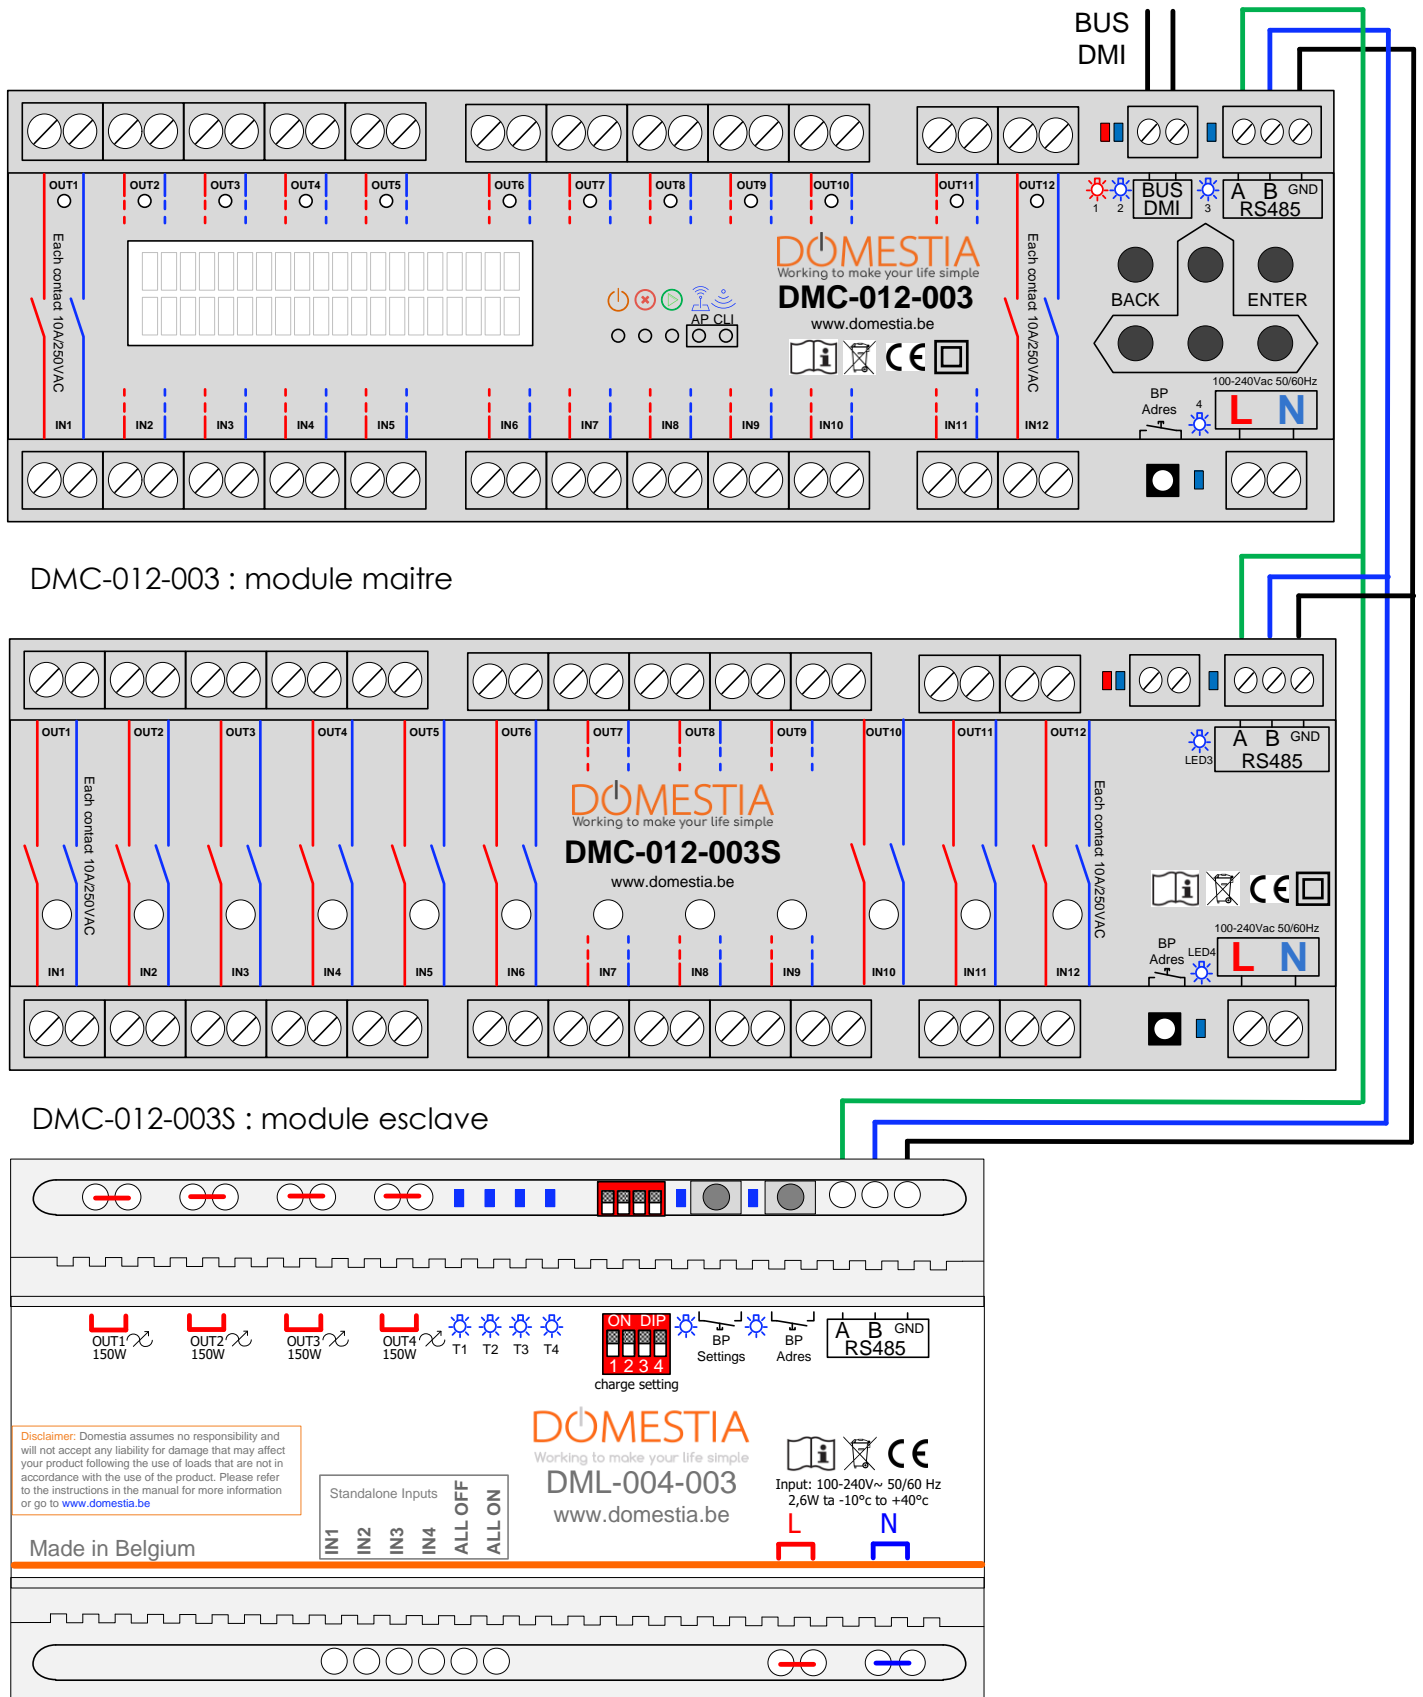 BUS
DMI
OUT1 OUT2 OUT3 OUT4 OUT5 OUT6 OUT7 OUT8 OUT9 OUT10 OUT11 OUT12
1 2 BUS DMI 3 A B GND RS485
Each contact 10A/250VAC
DOMESTIA
Working to make your life simple
DMC-012-003
www.domestia.be
AP CLI
i CE
Each contact 10A/250VAC
BACK ENTER
100-240Vac 50/60Hz
BP
Adres 4 L N
IN1 IN2 IN3 IN4 IN5 IN6 IN7 IN8 IN9 IN10 IN11 IN12
DMC-012-003 : module maitre
OUT1 OUT2 OUT3 OUT4 OUT5 OUT6 OUT7 OUT8 OUT9 OUT10 OUT11 OUT12
LED3 A B GND
RS485
Each contact 10A/250VAC
DOMESTIA
Working to make your life simple
DMC-012-003S
www.domestia.be
Each contact 10A/250VAC
i CE
100-240Vac 50/60Hz
BP
Adres LED4 L N
IN1 IN2 IN3 IN4 IN5 IN6 IN7 IN8 IN9 IN10 IN11 IN12
DMC-012-003S : module esclave
OUT1
150W
OUT2
150W
OUT3
150W
OUT4
150W
T1 T2 T3 T4
ON DIP
1 2 3 4
charge setting
BP
Settings
BP
Adres
A B GND
RS485
Disclaimer: Domestia assumes no responsibility and
will not accept any liability for damage that may affect
your product following the use of loads that are not in
accordance with the use of the product. Please refer
to the instructions in the manual for more information
or go to www.domestia.be
DOMESTIA
Working to make your life simple
DML-004-003
www.domestia.be
i CE
Input: 100-240V~ 50/60 Hz
2,6W ta -10°c to +40°c
L N
Standalone Inputs
IN1
IN2
IN3
IN4
ALL OFF
ALL ON
Made in Belgium